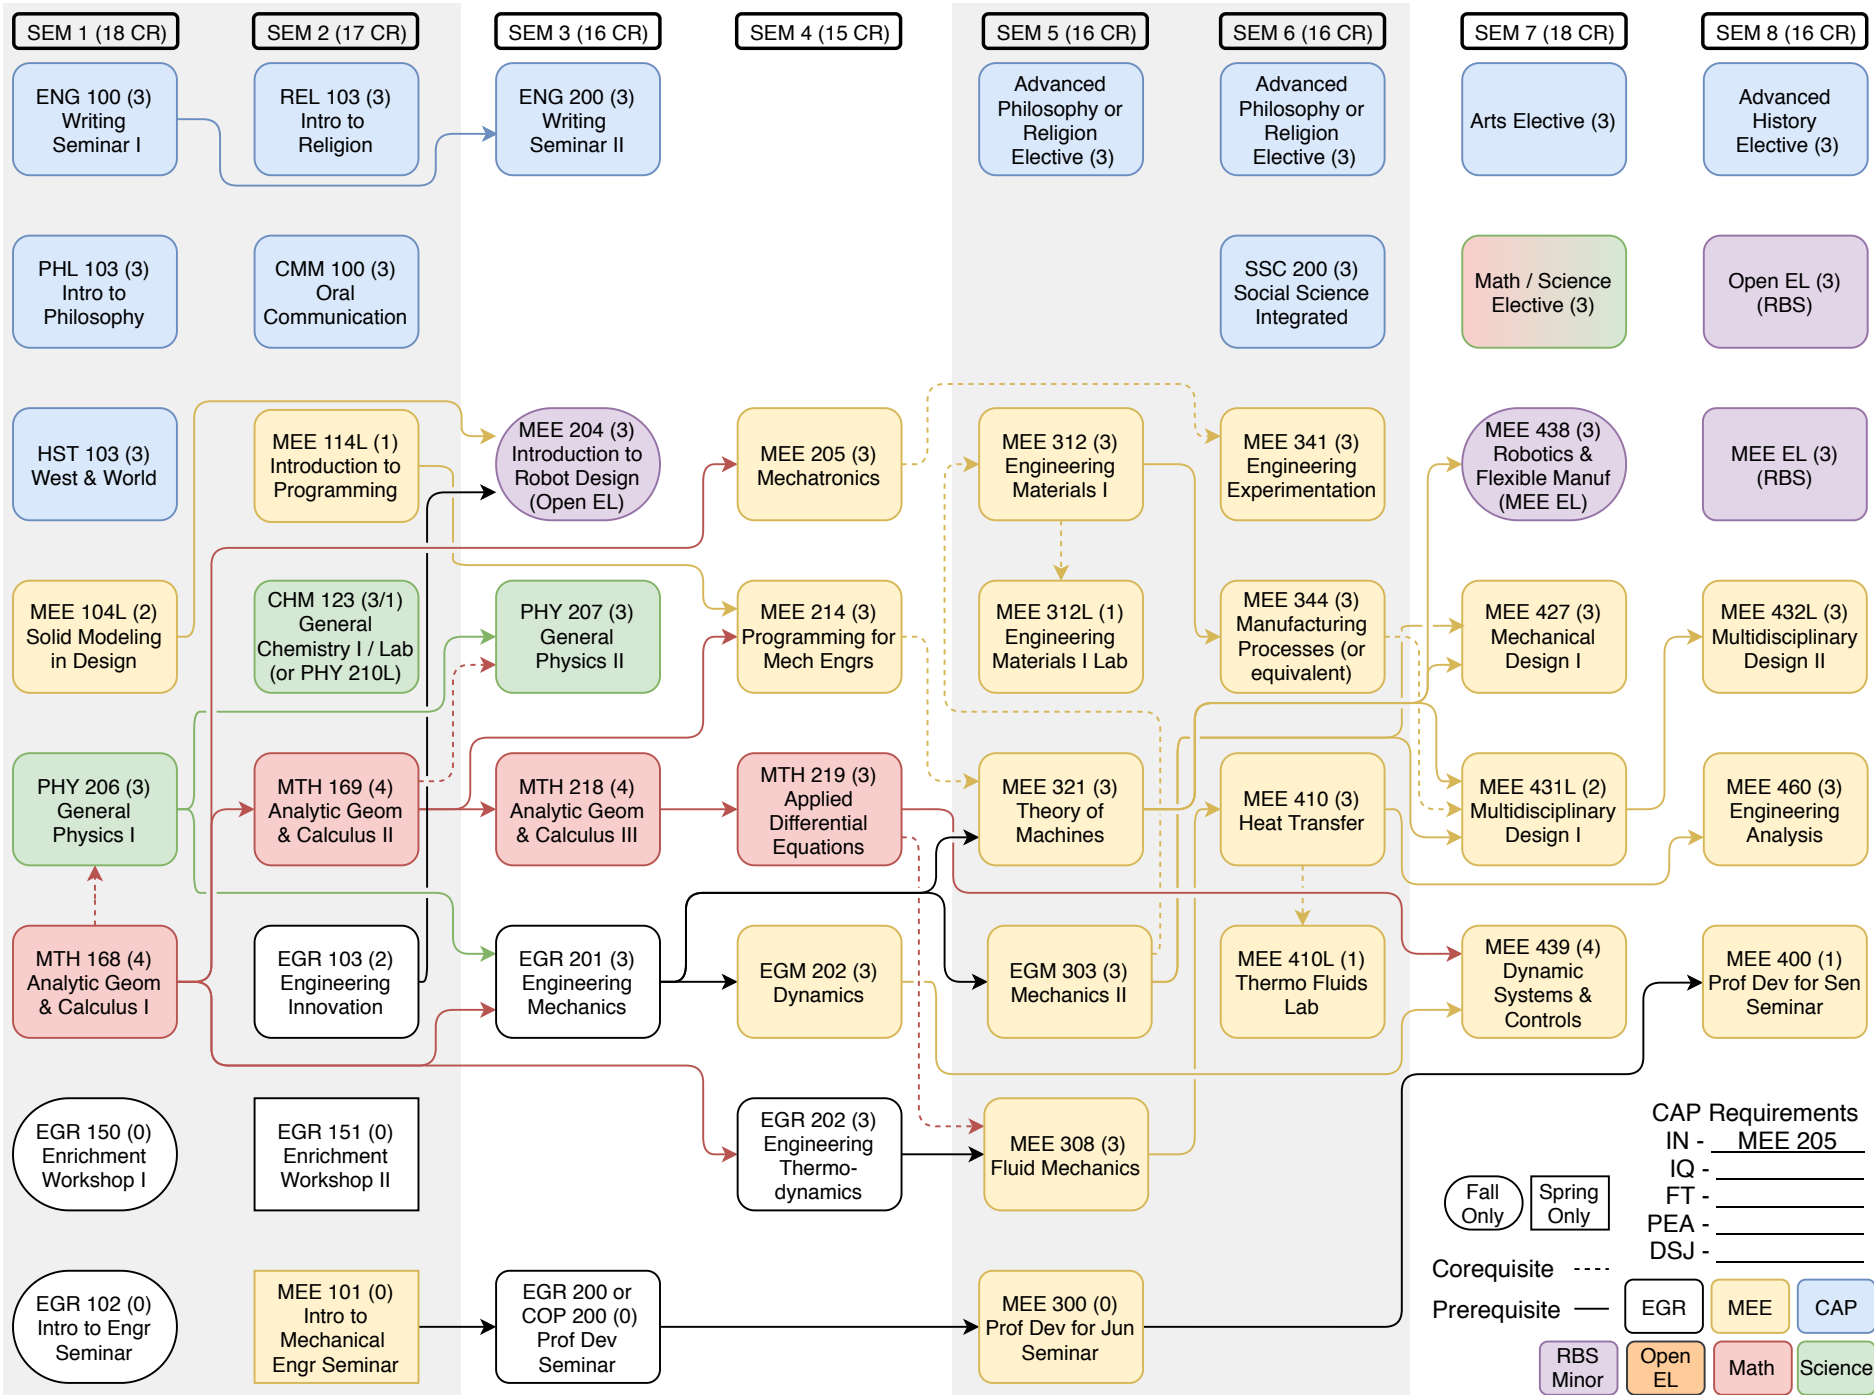 SEM 1 (18 CR)
SEM 2 (17 CR)
SEM 3 (16 CR)
SEM 4 (15 CR)
SEM 5 (16 CR)
SEM 6 (16 CR)
SEM 7 (18 CR)
SEM 8 (16 CR)
ENG 100 (3)
Writing
Seminar I
REL 103 (3)
Intro to
Religion
ENG 200 (3)
Writing
Seminar II
Advanced
Philosophy or
Religion
Elective (3)
Advanced
Philosophy or
Religion
Elective (3)
Arts Elective (3)
Advanced
History
Elective (3)
PHL 103 (3)
Intro to
Philosophy
CMM 100 (3)
Oral
Communication
SSC 200 (3)
Social Science
Integrated
Math / Science
Elective (3)
Open EL (3)
(RBS)
HST 103 (3)
West & World
MEE 114L (1)
Introduction to
Programming
MEE 204 (3)
Introduction to
Robot Design
(Open EL)
MEE 205 (3)
Mechatronics
MEE 312 (3)
Engineering
Materials I
MEE 341 (3)
Engineering
Experimentation
MEE 438 (3)
Robotics &
Flexible Manuf
(MEE EL)
MEE EL (3)
(RBS)
MEE 104L (2)
Solid Modeling
in Design
CHM 123 (3/1)
General
Chemistry I / Lab
(or PHY 210L)
PHY 207 (3)
General
Physics II
MEE 214 (3)
Programming for
Mech Engrs
MEE 312L (1)
Engineering
Materials I Lab
MEE 344 (3)
Manufacturing
Processes (or
equivalent)
MEE 427 (3)
Mechanical
Design I
MEE 432L (3)
Multidisciplinary
Design II
PHY 206 (3)
General
Physics I
MTH 169 (4)
Analytic Geom
& Calculus II
MTH 218 (4)
Analytic Geom
& Calculus III
MTH 219 (3)
Applied
Differential
Equations
MEE 321 (3)
Theory of
Machines
MEE 410 (3)
Heat Transfer
MEE 431L (2)
Multidisciplinary
Design I
MEE 460 (3)
Engineering
Analysis
MTH 168 (4)
Analytic Geom
& Calculus I
EGR 103 (2)
Engineering
Innovation
EGR 201 (3)
Engineering
Mechanics
EGM 202 (3)
Dynamics
EGM 303 (3)
Mechanics II
MEE 410L (1)
Thermo Fluids
Lab
MEE 439 (4)
Dynamic
Systems &
Controls
MEE 400 (1)
Prof Dev for Sen
Seminar
EGR 150 (0)
Enrichment
Workshop I
EGR 151 (0)
Enrichment
Workshop II
EGR 202 (3)
Engineering
Thermo-
dynamics
MEE 308 (3)
Fluid Mechanics
EGR 102 (0)
Intro to Engr
Seminar
MEE 101 (0)
Intro to
Mechanical
Engr Seminar
EGR 200 or
COP 200 (0)
Prof Dev
Seminar
MEE 300 (0)
Prof Dev for Jun
Seminar
CAP Requirements
IN - MEE 205
IQ -
FT -
PEA -
DSJ -
Fall
Only
Spring
Only
Corequisite
Prerequisite
EGR
MEE
CAP
RBS
Minor
Open
EL
Math
Science